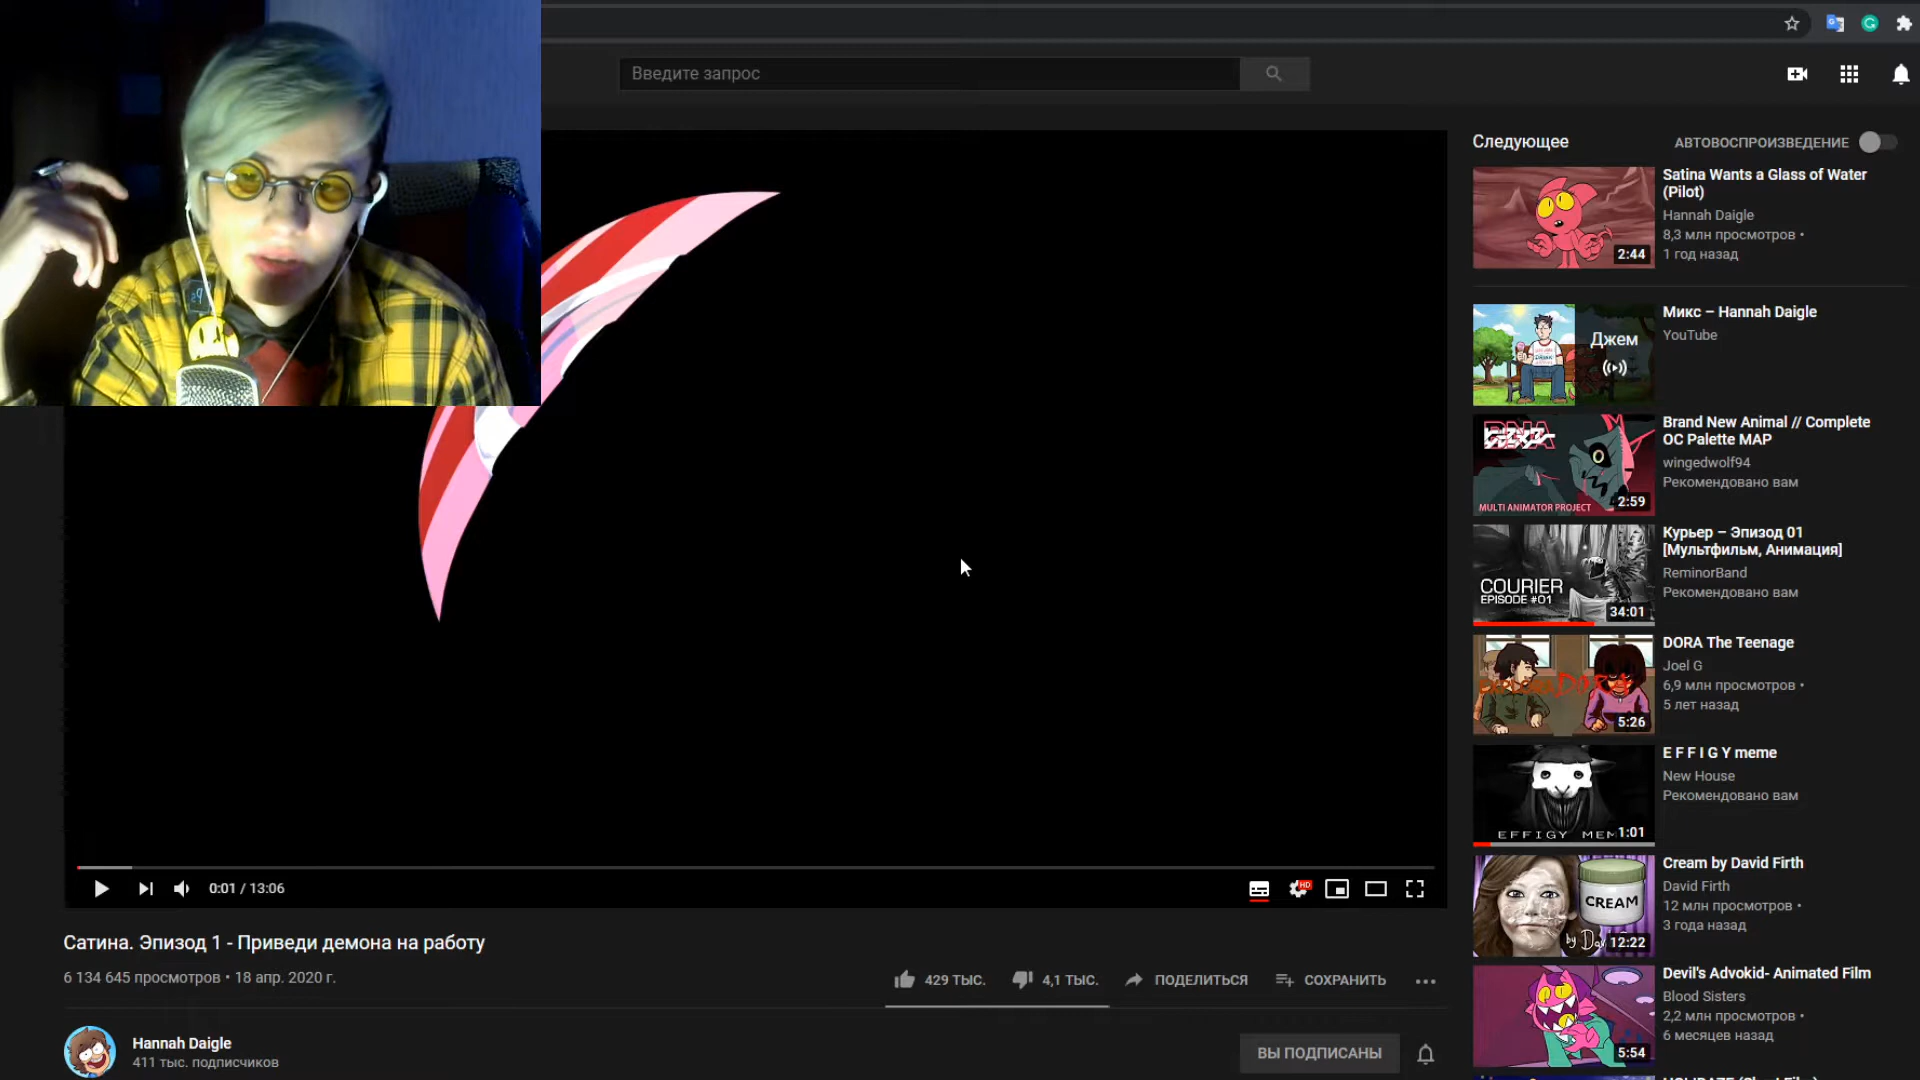 Введите запрос
Следующее
АВТОВОСПРОИЗВЕДЕНИЕ
Satina Wants a Glass of Water
(Pilot)
Hannah Daigle
8,3 млн просмотров •
1 год назад
2:44
Микс – Hannah Daigle
YouTube
Джем
Brand New Animal // Complete
OC Palette MAP
wingedwolf94
Рекомендовано вам
BNA
MULTI ANIMATOR PROJECT
2:59
Курьер – Эпизод 01
[Мультфильм, Анимация]
ReminorBand
Рекомендовано вам
COURIER
EPISODE #01
34:01
DORA The Teenage
Joel G
6,9 млн просмотров •
5 лет назад
5:26
E F F I G Y meme
New House
Рекомендовано вам
EFFIGY MEM
1:01
Cream by David Firth
David Firth
12 млн просмотров •
3 года назад
CREAM
by Da
12:22
Devil's Advokid- Animated Film
Blood Sisters
2,2 млн просмотров •
6 месяцев назад
5:54
0:01 / 13:06
HD
Сатина. Эпизод 1 - Приведи демона на работу
6 134 645 просмотров • 18 апр. 2020 г.
429 ТЫС.
4,1 ТЫС.
ПОДЕЛИТЬСЯ
СОХРАНИТЬ
Hannah Daigle
411 тыс. подписчиков
ВЫ ПОДПИСАНЫ